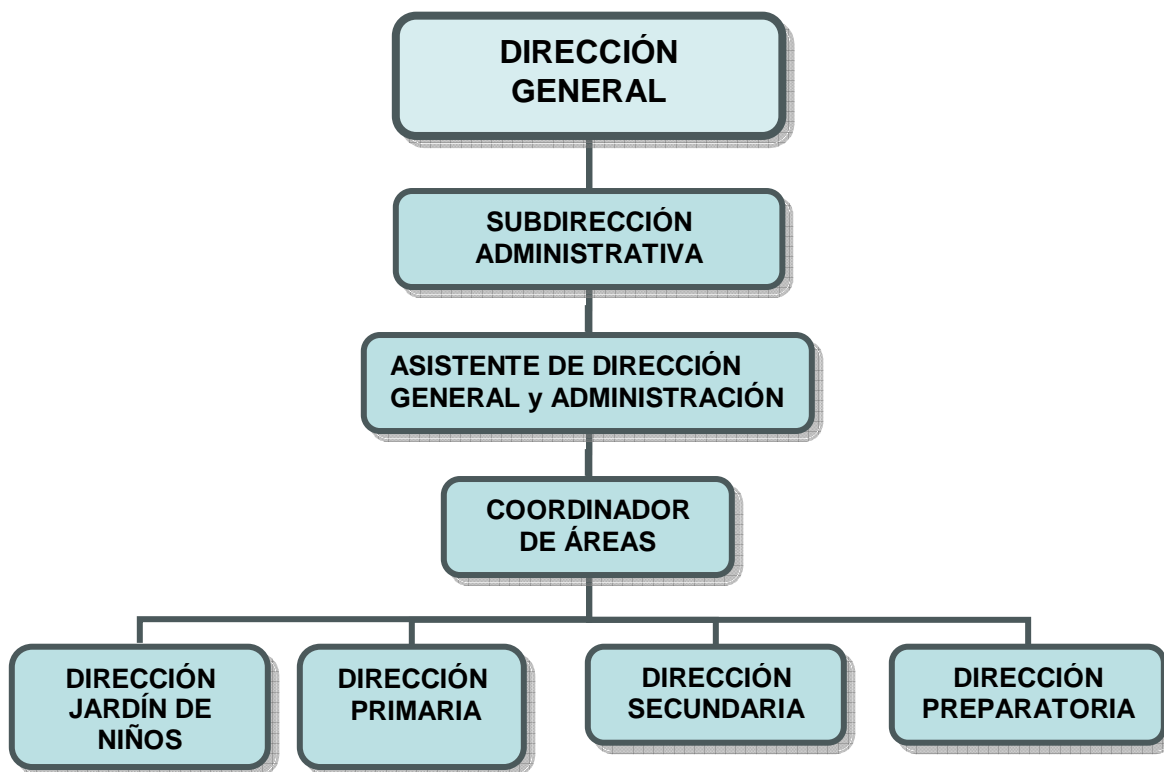 DIRECCIÓN
GENERAL
SUBDIRECCIÓN
ADMINISTRATIVA
ASISTENTE DE DIRECCIÓN
GENERAL y ADMINISTRACIÓN
COORDINADOR
DE ÁREAS
DIRECCIÓN
JARDÍN DE
NIÑOS
DIRECCIÓN
PRIMARIA
DIRECCIÓN
SECUNDARIA
DIRECCIÓN
PREPARATORIA